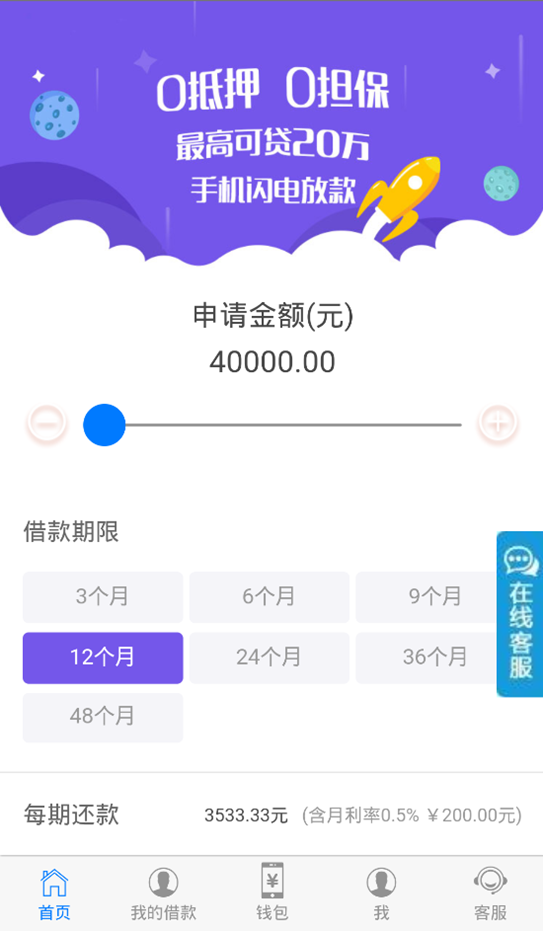 0抵押 0担保
最高可贷20万
手机闪电放款
申请金额(元)
40000.00
借款期限
3个月 6个月 9个月
12个月 24个月 36个月
48个月
在线客服
每期还款 3533.33元 (含月利率0.5% ￥200.00元)
首页 我的借款 钱包 我 客服